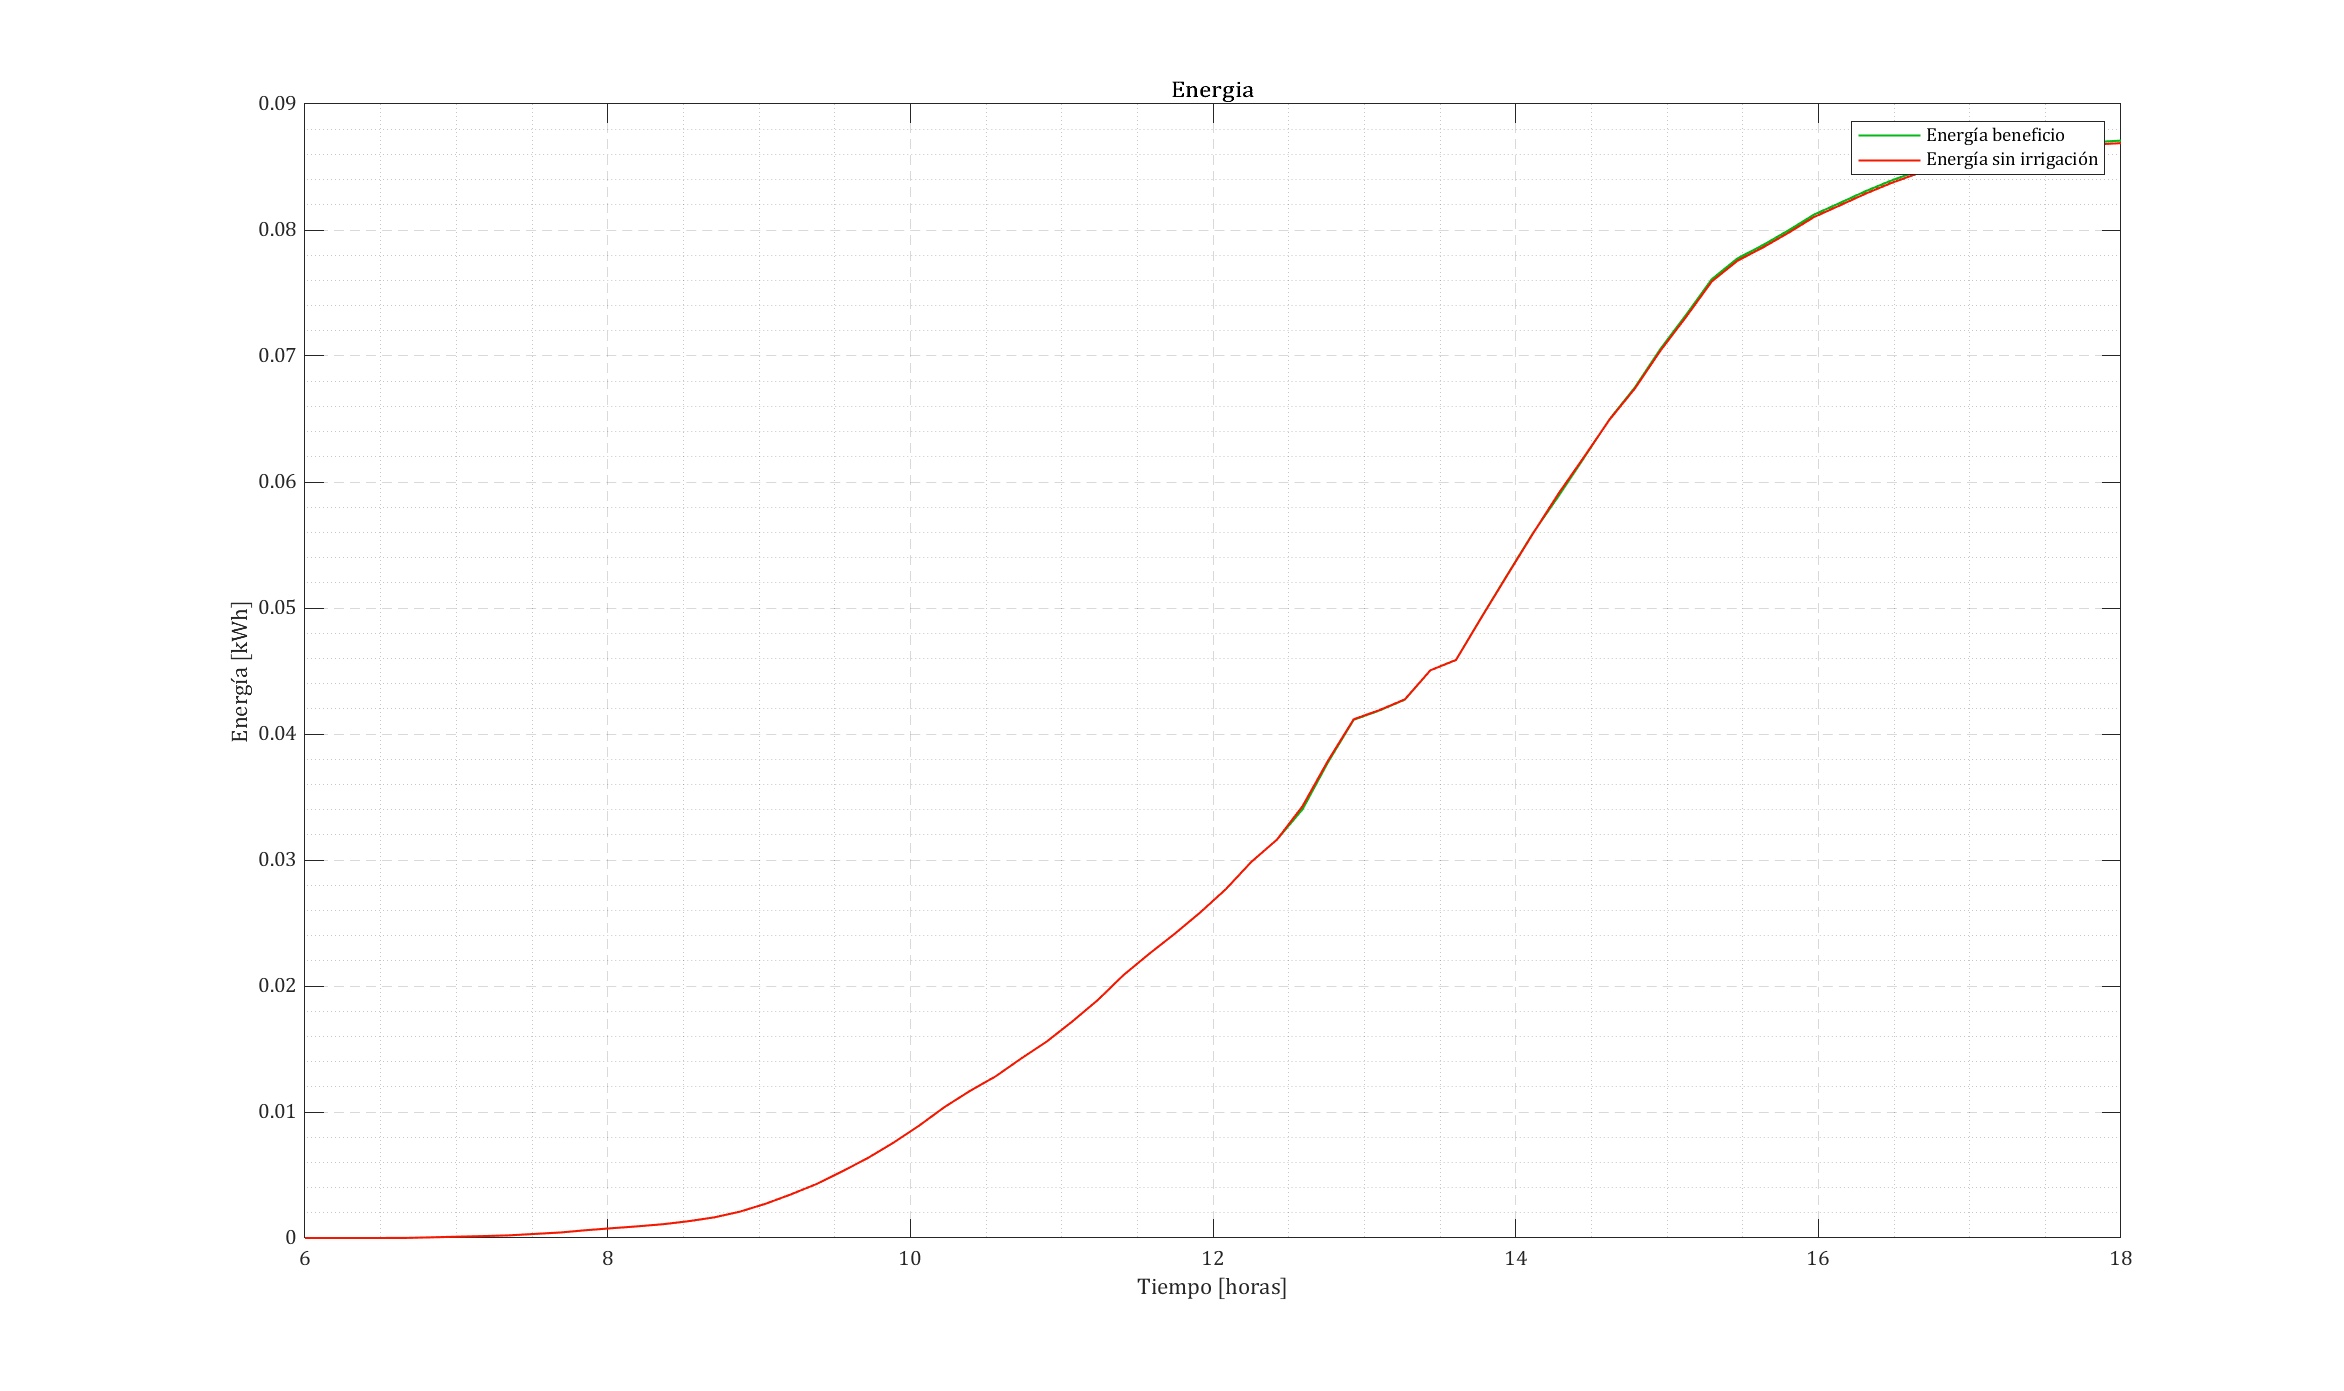 Energia
0.09
0.08
0.07
0.06
0.05
0.04
0.03
0.02
0.01
0
Energía [kWh]
Energía beneficio
Energía sin irrigación
6 8 10 12 14 16 18
Tiempo [horas]